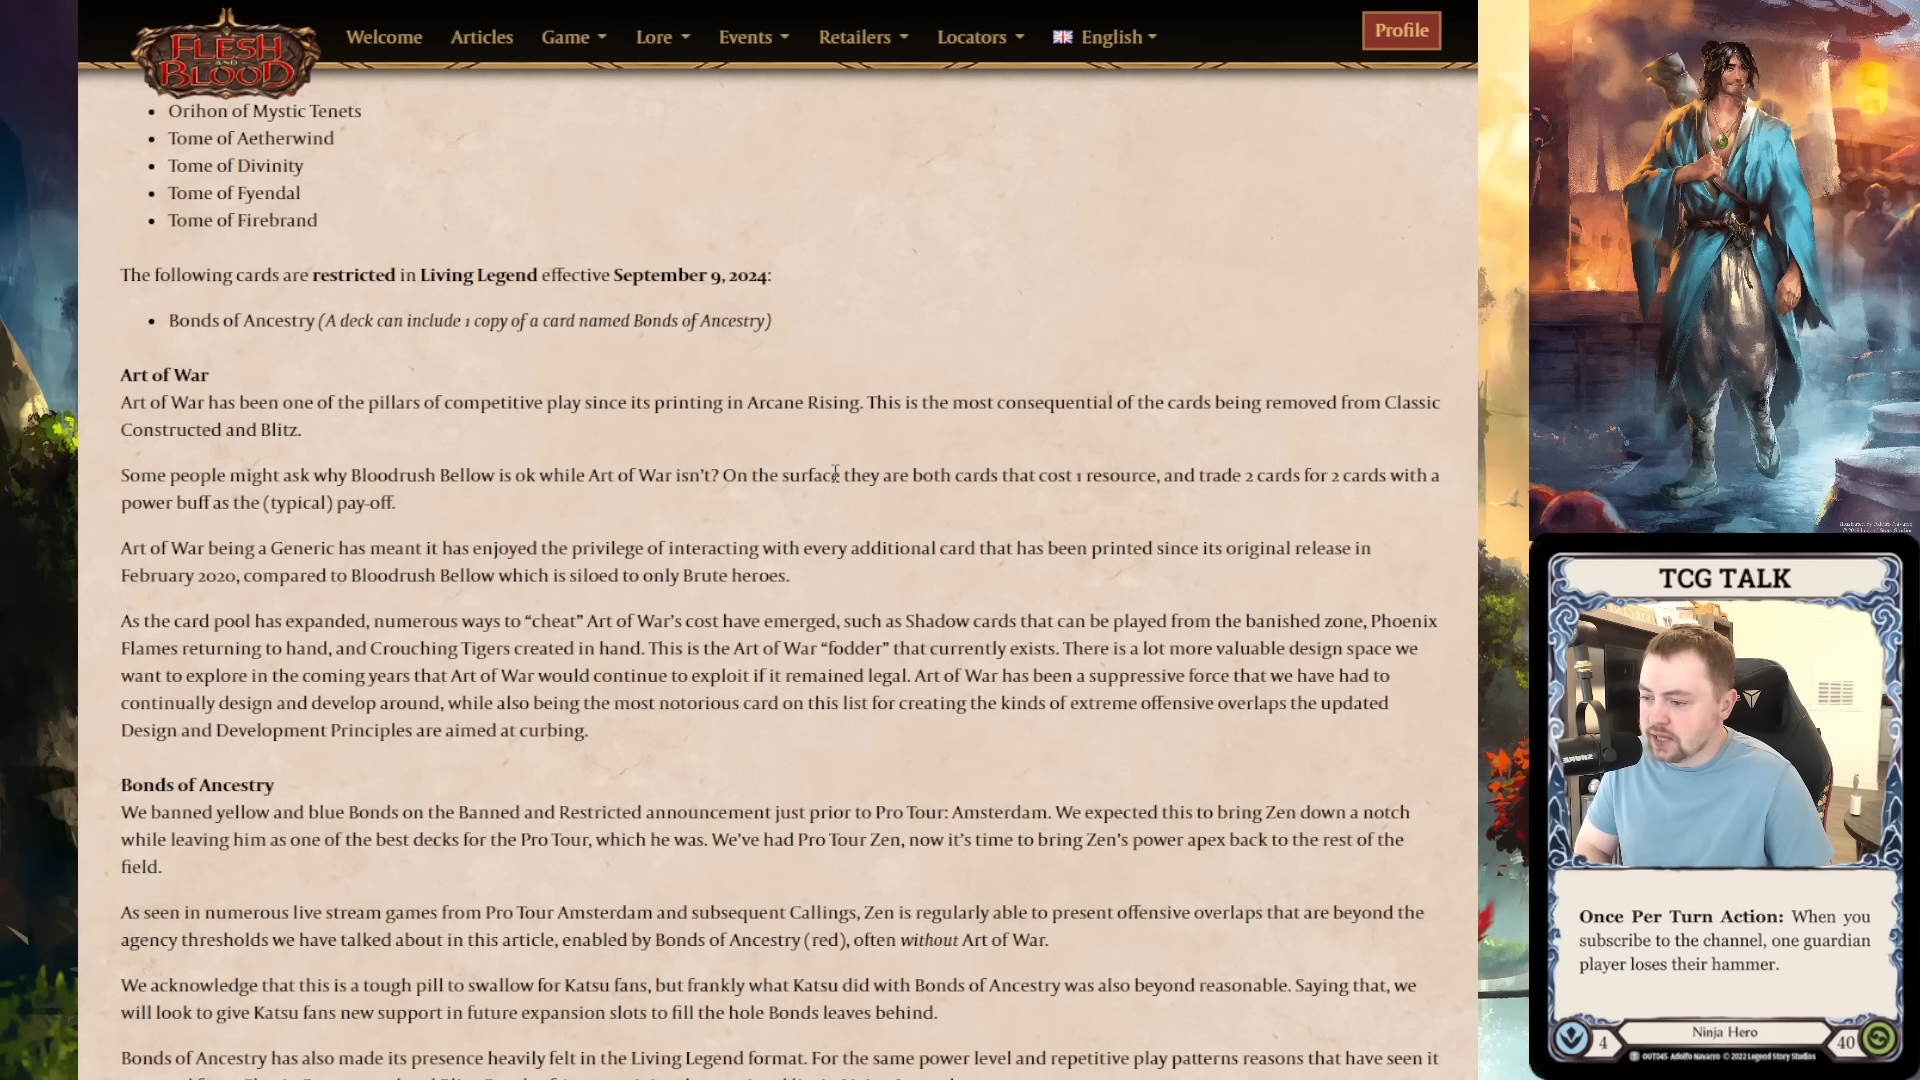 FLESH
AND
BLOOD
Welcome Articles Game Lore Events Retailers Locators English Profile
Orihon of Mystic Tenets
Tome of Aetherwind
Tome of Divinity
Tome of Fyendal
Tome of Firebrand
The following cards are restricted in Living Legend effective September 9, 2024:
Bonds of Ancestry (A deck can include 1 copy of a card named Bonds of Ancestry)
Art of War
Art of War has been one of the pillars of competitive play since its printing in Arcane Rising. This is the most consequential of the cards being removed from Classic
Constructed and Blitz.
Some people might ask why Bloodrush Bellow is ok while Art of War isn't? On the surface they are both cards that cost 1 resource, and trade 2 cards for 2 cards with a
power buff as the (typical) pay-off.
Art of War being a Generic has meant it has enjoyed the privilege of interacting with every additional card that has been printed since its original release in
February 2020, compared to Bloodrush Bellow which is siloed to only Brute heroes.
As the card pool has expanded, numerous ways to “cheat” Art of War's cost have emerged, such as Shadow cards that can be played from the banished zone, Phoenix
Flames returning to hand, and Crouching Tigers created in hand. This is the Art of War “fodder” that currently exists. There is a lot more valuable design space we
want to explore in the coming years that Art of War would continue to exploit if it remained legal. Art of War has been a suppressive force that we have had to
continually design and develop around, while also being the most notorious card on this list for creating the kinds of extreme offensive overlaps the updated
Design and Development Principles are aimed at curbing.
Bonds of Ancestry
We banned yellow and blue Bonds on the Banned and Restricted announcement just prior to Pro Tour: Amsterdam. We expected this to bring Zen down a notch
while leaving him as one of the best decks for the Pro Tour, which he was. We've had Pro Tour Zen, now it's time to bring Zen's power apex back to the rest of the
field.
As seen in numerous live stream games from Pro Tour Amsterdam and subsequent Callings, Zen is regularly able to present offensive overlaps that are beyond the
agency thresholds we have talked about in this article, enabled by Bonds of Ancestry (red), often without Art of War.
We acknowledge that this is a tough pill to swallow for Katsu fans, but frankly what Katsu did with Bonds of Ancestry was also beyond reasonable. Saying that, we
will look to give Katsu fans new support in future expansion slots to fill the hole Bonds leaves behind.
Bonds of Ancestry has also made its presence heavily felt in the Living Legend format. For the same power level and repetitive play patterns reasons that have seen it
TCG TALK
Once Per Turn Action: When you
subscribe to the channel, one guardian
player loses their hammer.
4 Ninja Hero 40
OUT045 Adolfo Navarro © 2022 Legend Story Studios